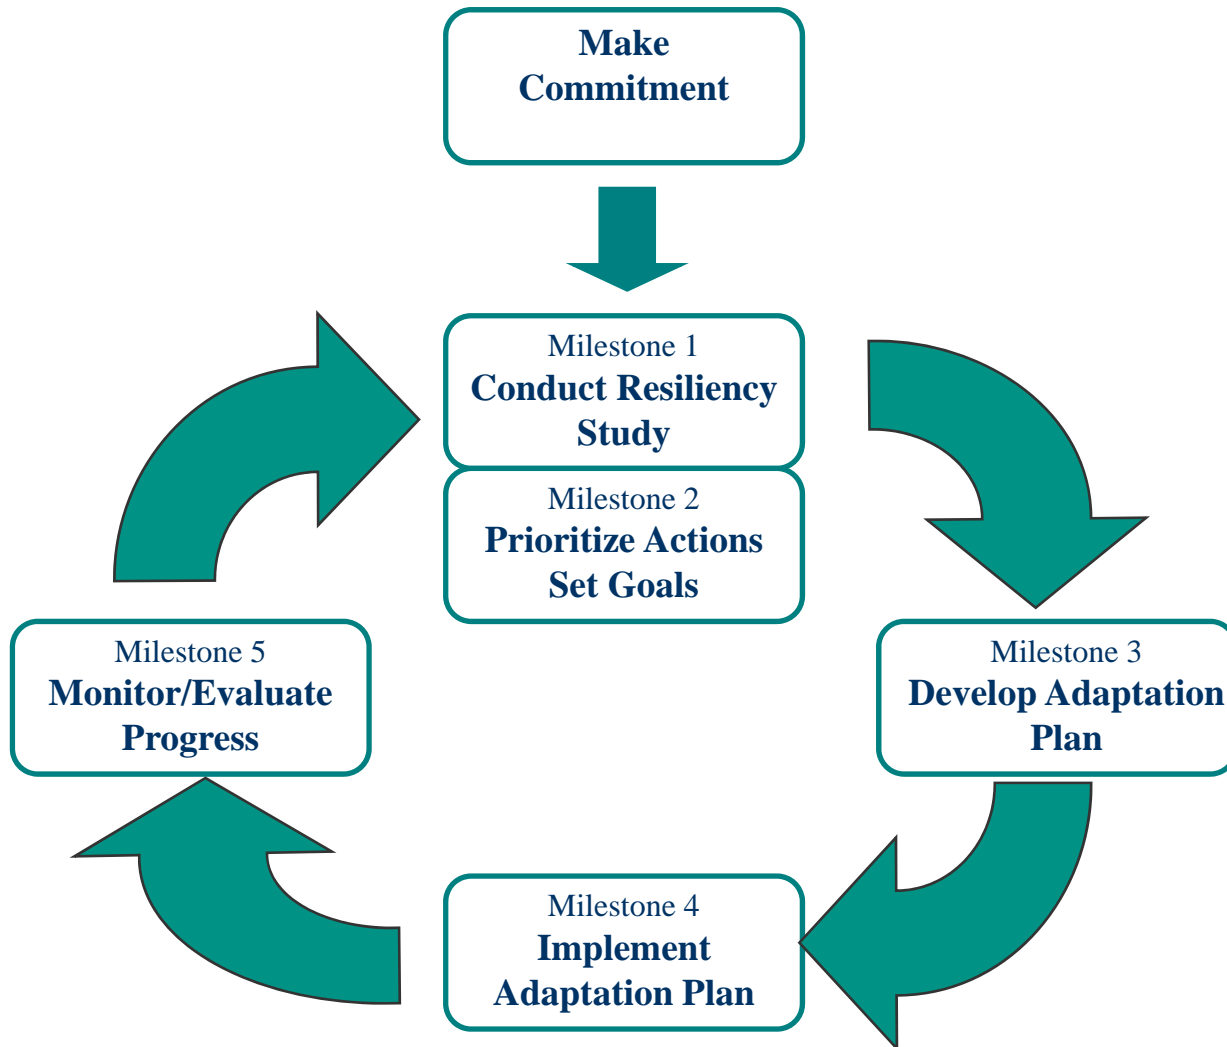 Make
Commitment
Milestone 1
Conduct Resiliency
Study
Milestone 2
Prioritize Actions
Set Goals
Milestone 3
Develop Adaptation
Plan
Milestone 4
Implement
Adaptation Plan
Milestone 5
Monitor/Evaluate
Progress